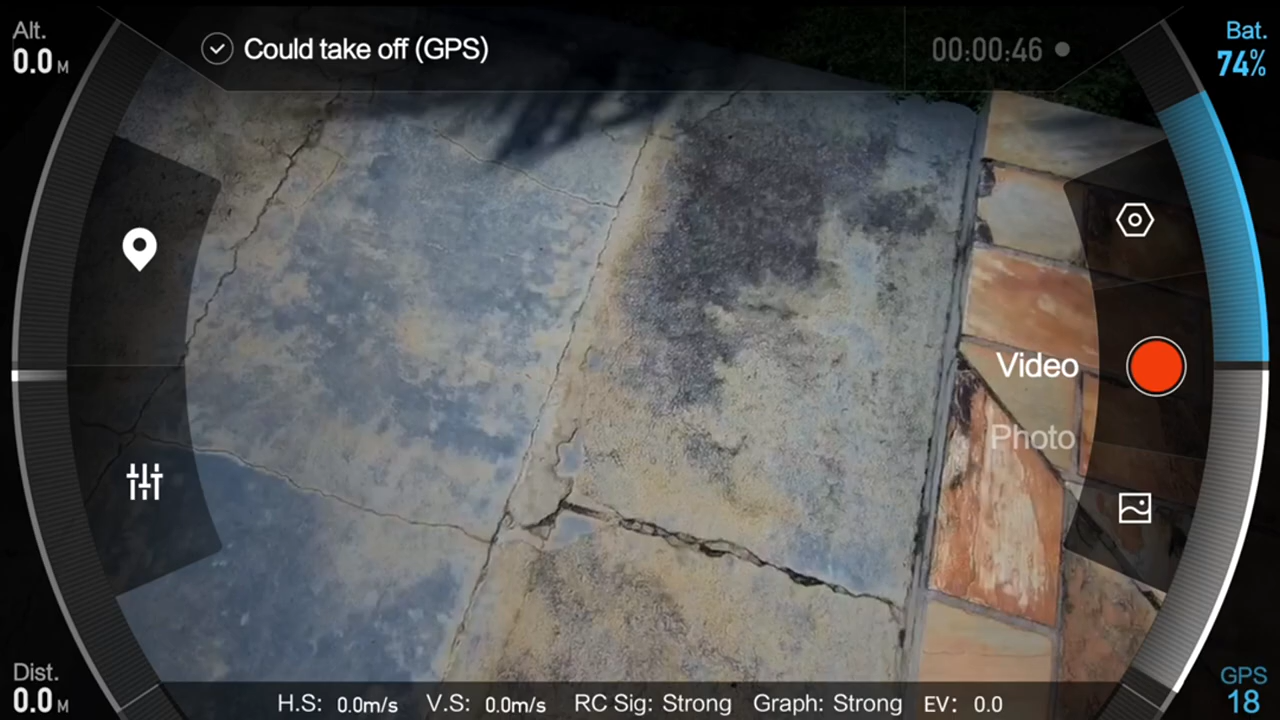 Alt.
0.0 M
Could take off (GPS)
00:00:46
Bat.
74%
Video
Photo
Dist.
0.0 M
H.S: 0.0m/s V.S: 0.0m/s RC Sig: Strong Graph: Strong EV: 0.0
GPS
18